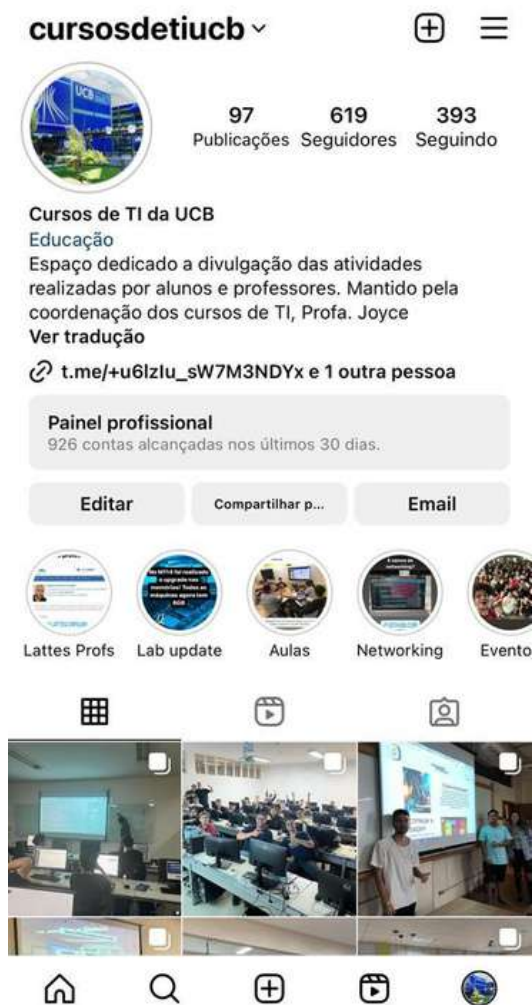 cursosdetiucb
UCB
97
619
393
Publicações
Seguidores
Seguindo
Cursos de TI da UCB
Educação
Espaço dedicado a divulgação das atividades
realizadas por alunos e professores. Mantido pela
coordenação dos cursos de TI, Profa. Joyce
Ver tradução
t.me/+u6lzIu_sW7M3NDYx e 1 outra pessoa
Painel profissional
926 contas alcançadas nos últimos 30 dias.
Editar
Compartilhar p...
Email
Lattes Profs
Lab update
Aulas
Networking
Evento